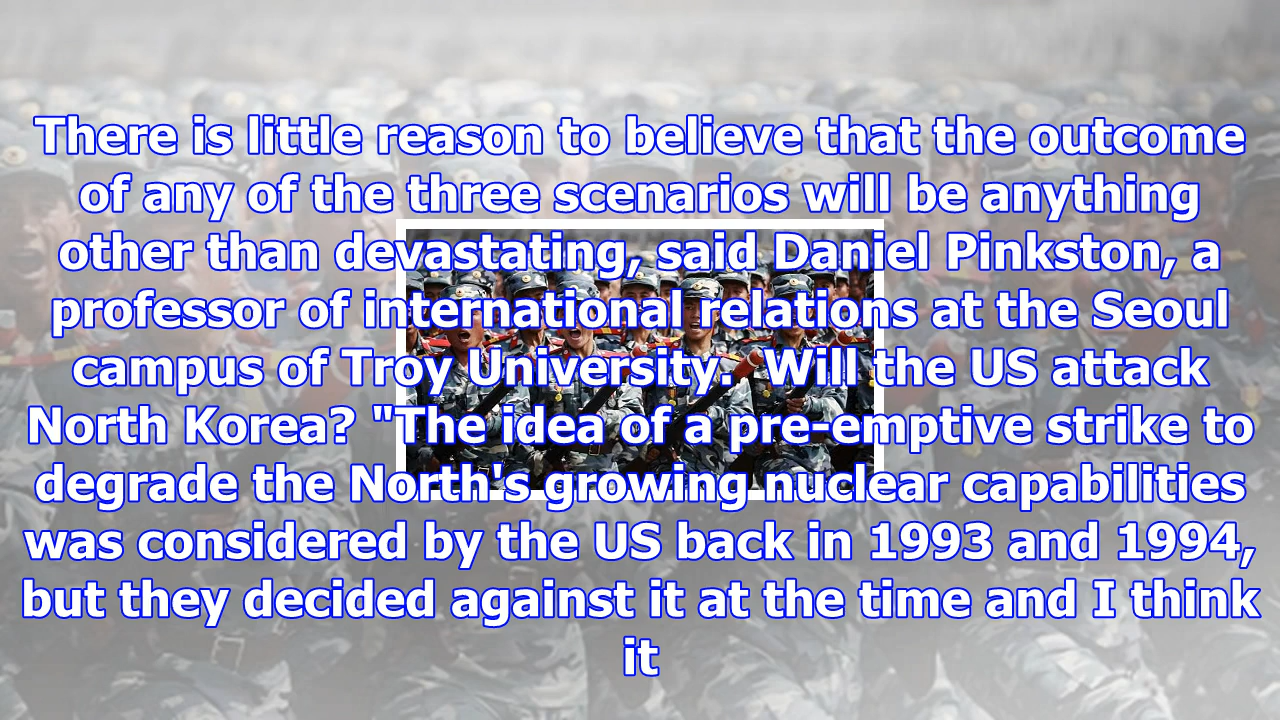 There is little reason to believe that the outcome
of any of the three scenarios will be anything
other than devastating, said Daniel Pinkston, a
professor of international relations at the Seoul
campus of Troy University.  Will the US attack
North Korea? "The idea of a pre-emptive strike to
degrade the North's growing nuclear capabilities
was considered by the US back in 1993 and 1994,
but they decided against it at the time and I think
it